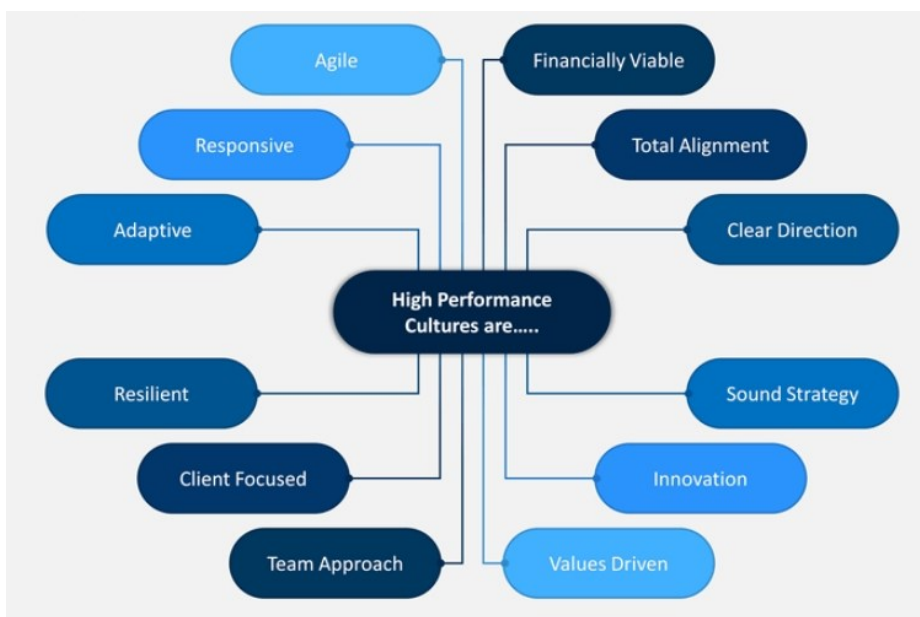 Agile
Financially Viable
Responsive
Total Alignment
Adaptive
Clear Direction
High Performance
Cultures are.....
Resilient
Sound Strategy
Client Focused
Innovation
Team Approach
Values Driven